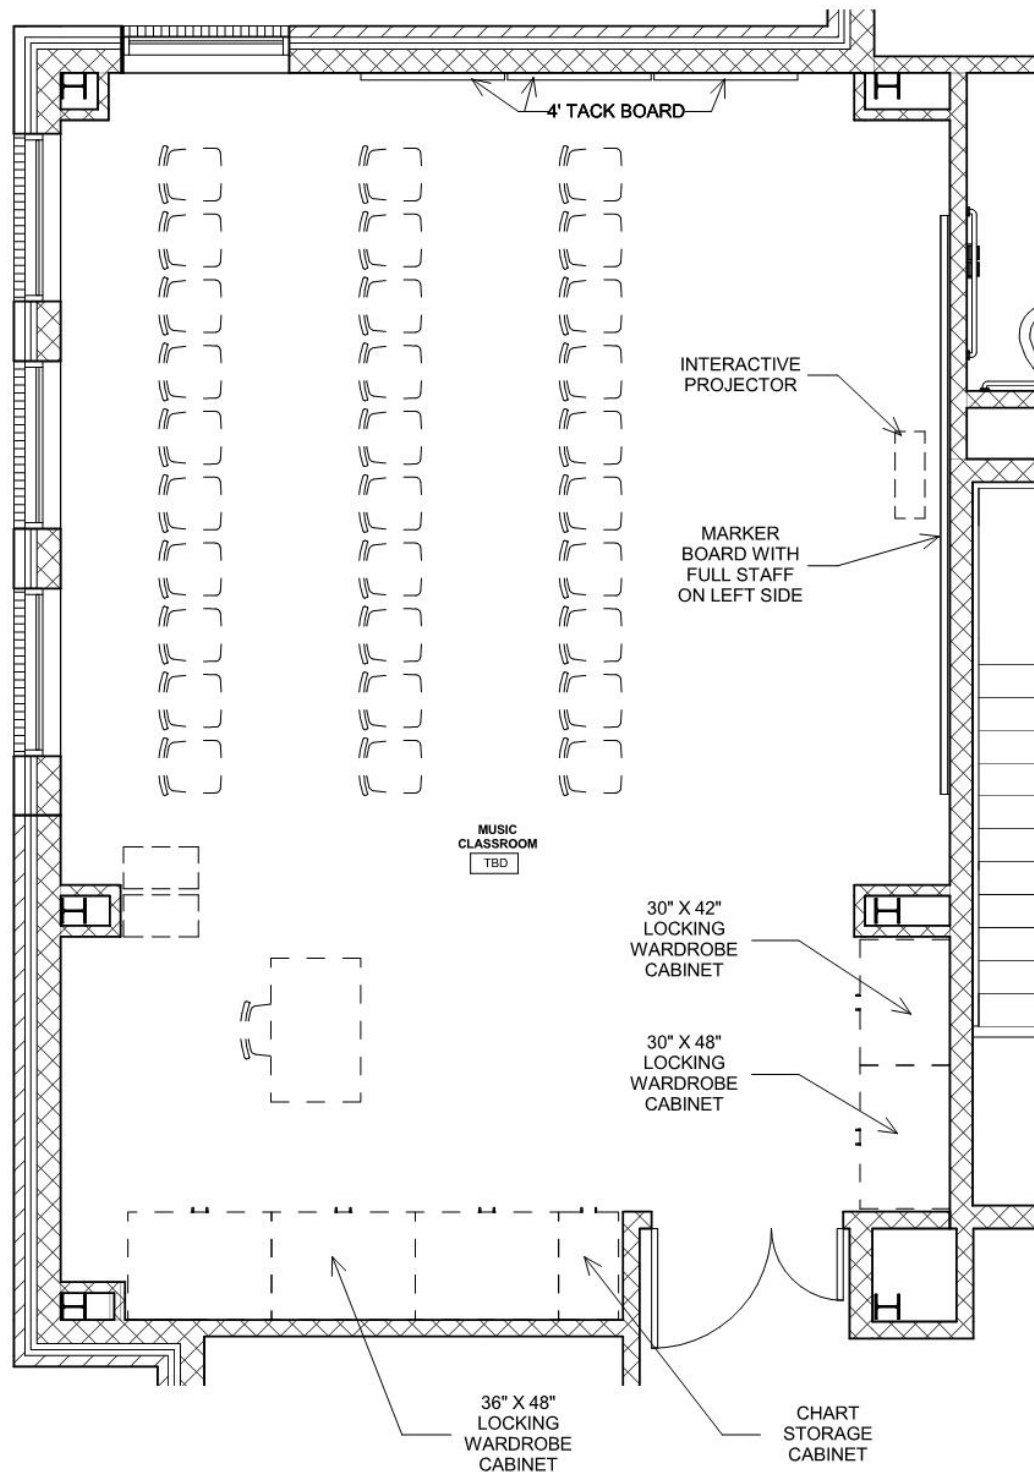 4' TACK BOARD
INTERACTIVE
PROJECTOR
MARKER
BOARD WITH
FULL STAFF
ON LEFT SIDE
MUSIC
CLASSROOM
TBD
30" X 42"
LOCKING
WARDROBE
CABINET
30" X 48"
LOCKING
WARDROBE
CABINET
36" X 48"
LOCKING
WARDROBE
CABINET
CHART
STORAGE
CABINET